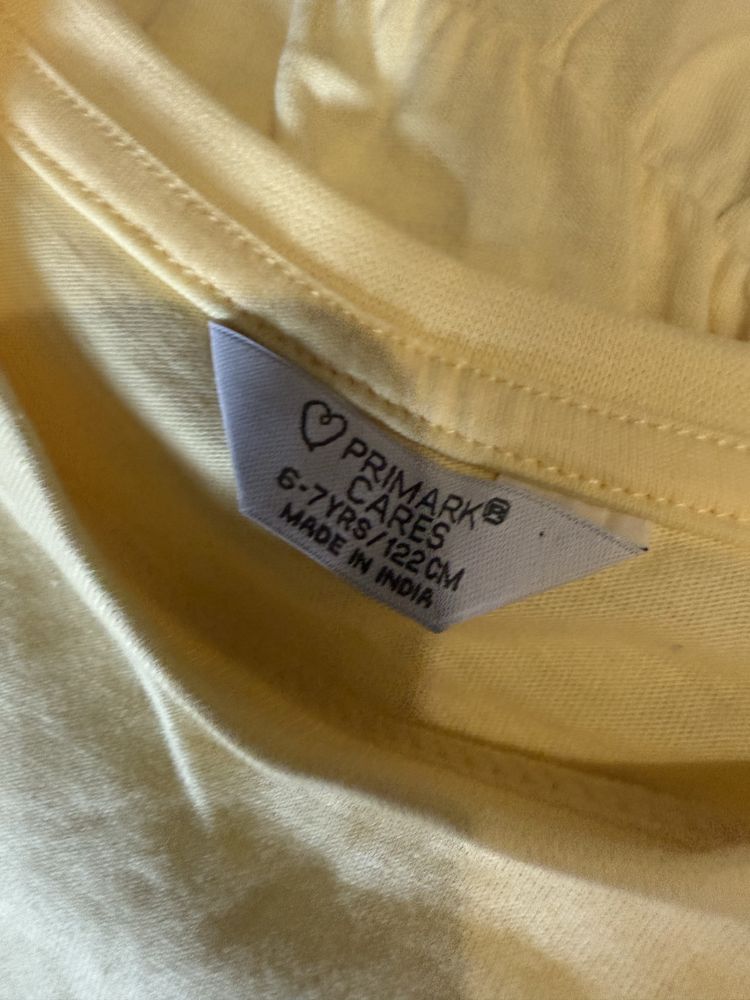 PRIMARK®
CARES
6-7YRS/122CM
MADE IN INDIA